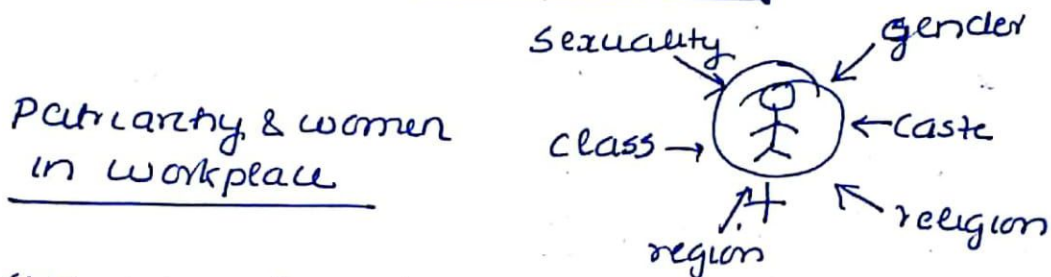 sexuality
gender
Patriarchy & women
in workplace
class
caste
region
religion